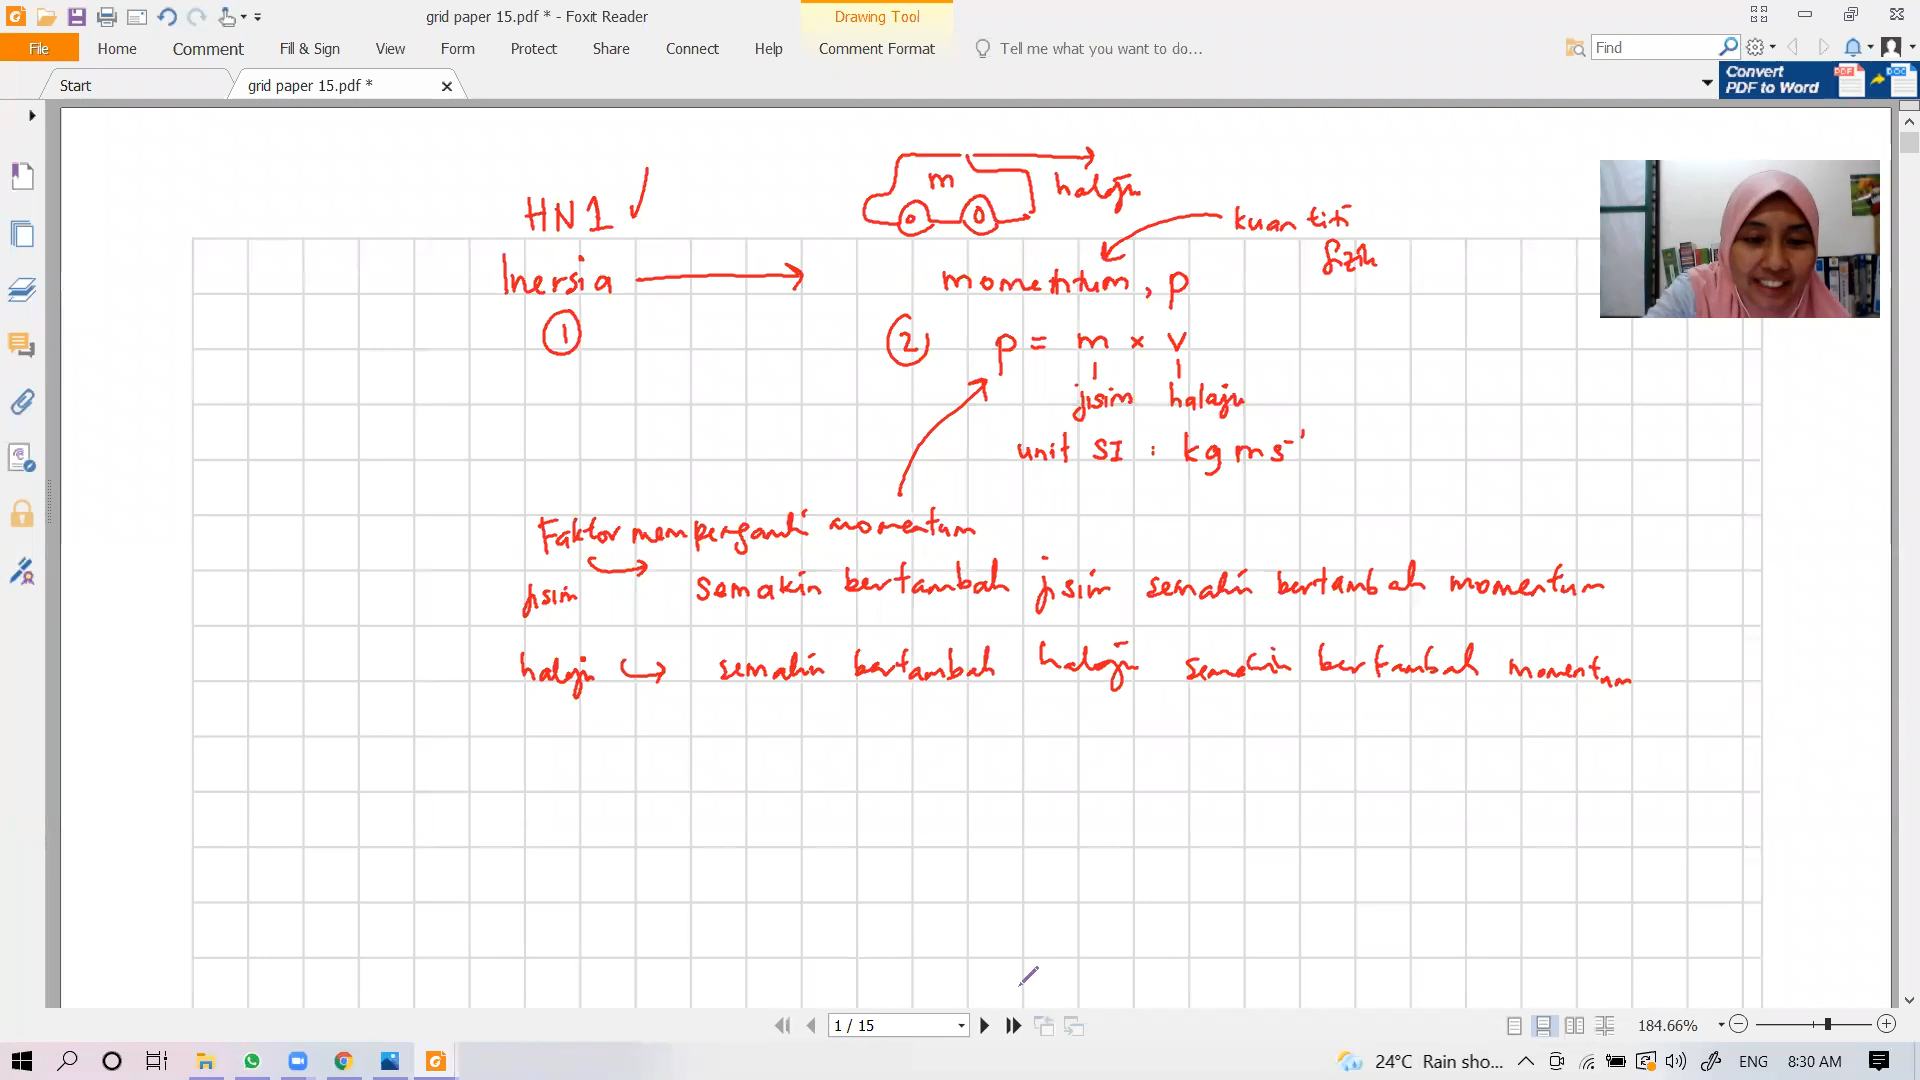 grid paper 15.pdf * - Foxit Reader
Drawing Tool
File Home Comment Fill & Sign View Form Protect Share Connect Help Comment Format Tell me what you want to do... Find
Start
grid paper 15.pdf *
Convert
PDF to Word
PDF DOC
m
halaju
HN1 ✓
kuantiti
fizik
Inersia → momentum, p
① ② p = m × v
jisim halaju
unit SI : kg m s⁻¹
Faktor mempengaruhi momentum
jisim semakin bertambah jisim semakin bertambah momentum
halaju semakin bertambah halaju semakin bertambah momentum
1 / 15
184.66%
24°C Rain sho... ENG 8:30 AM